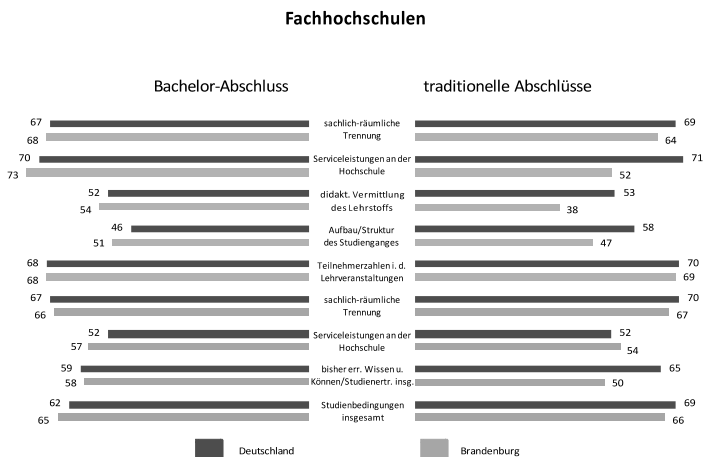 Fachhochschulen
Bachelor-Abschluss
traditionelle Abschlüsse
67 sachlich-räumliche 69
68 Trennung 64
70 Serviceleistungen an der 71
73 Hochschule 52
52 didakt. Vermittlung 53
54 des Lehrstoffs 38
46 Aufbau/Struktur 58
51 des Studienganges 47
68 Teilnehmerzahlen i. d. 70
68 Lehrveranstaltungen 69
67 sachlich-räumliche 70
66 Trennung 67
52 Serviceleistungen an der 52
57 Hochschule 54
59 bisher err. Wissen u. 65
58 Können/Studienertr. insg. 50
62 Studienbedingungen 69
65 insgesamt 66
Deutschland
Brandenburg